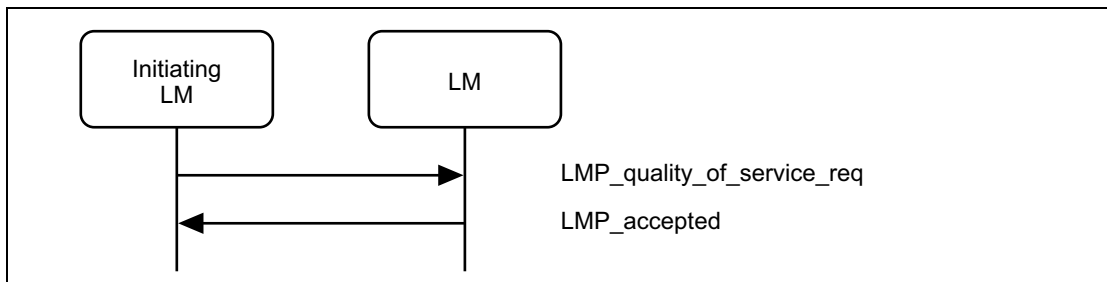 Initiating
LM
LM
LMP_quality_of_service_req
LMP_accepted